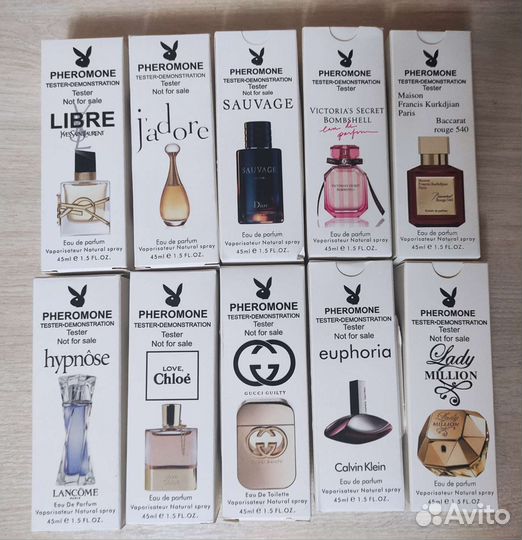 PHEROMONE
TESTER-DEMONSTRATION
Tester
Not for sale
LIBRE
YVES SAINT LAURENT
Eau de parfum
Vaporisateur Natural spray
45ml e 1.5 FL.OZ.
PHEROMONE
TESTER-DEMONSTRATION
Tester
Not for sale
j'adore
Eau de parfum
Vaporisateur Natural spray
45ml e 1.5 FL.OZ.
PHEROMONE
TESTER-DEMONSTRATION
Tester
Not for sale
SAUVAGE
SAUVAGE
Dior
Eau de parfum
Vaporisateur Natural spray
45ml e 1.5 FL.OZ.
PHEROMONE
TESTER-DEMONSTRATION
Tester
Not for sale
VICTORIA'S SECRET
BOMBSHELL
eau de
parfum
Eau de parfum
Vaporisateur Natural spray
45ml e 1.5 FL.OZ.
PHEROMONE
TESTER-DEMONSTRATION
Tester
Not for sale
Maison
Francis Kurkdjian
Paris
Baccarat
rouge 540
Eau de parfum
Vaporisateur Natural spray
45ml e 1.5 FL.OZ.
PHEROMONE
TESTER-DEMONSTRATION
Tester
Not for sale
hypnôse
LANCÔME
PARIS
Eau De Parfum
Vaporisateur Natural spray
45ml e 1.5 FL.OZ.
PHEROMONE
TESTER-DEMONSTRATION
Tester
Not for sale
LOVE,
Chloé
Eau de parfum
Vaporisateur Natural spray
45ml e 1.5 FL.OZ.
PHEROMONE
TESTER-DEMONSTRATION
Tester
Not for sale
GUCCI GUILTY
Eau De Toilette
Vaporisateur Natural spray
45ml e 1.5 FL.OZ.
PHEROMONE
TESTER-DEMONSTRATION
Tester
Not for sale
euphoria
Calvin Klein
Eau de parfum
Vaporisateur Natural spray
45ml e 1.5 FL.OZ.
PHEROMONE
TESTER-DEMONSTRATION
Tester
Not for sale
Lady
MILLION
Lady
MILLION
Eau de parfum
Vaporisateur Natural spray
45ml e 1.5 FL.OZ.
Avito